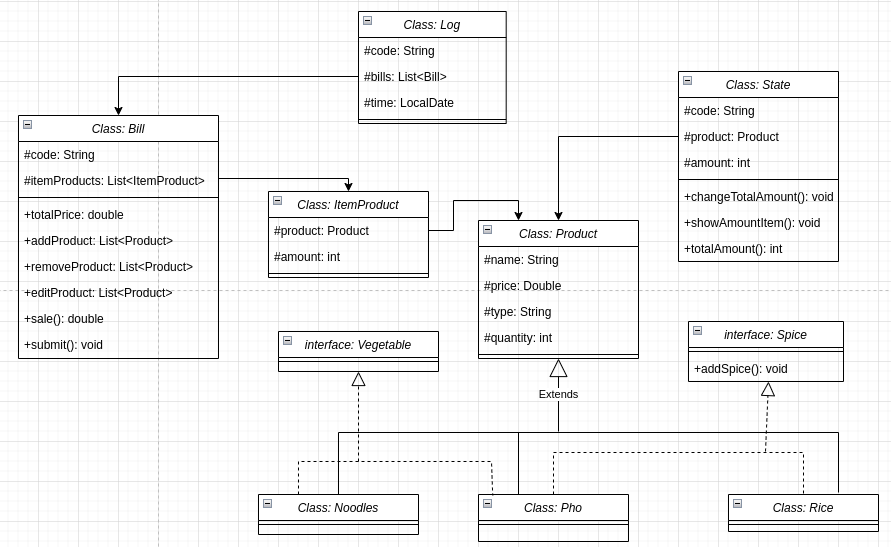 Class: Log
#code: String
#bills: List<Bill>
#time: LocalDate
Class: State
#code: String
#product: Product
#amount: int
+changeTotalAmount(): void
+showAmountItem(): void
+totalAmount(): int
Class: Bill
#code: String
#itemProducts: List<ItemProduct>
+totalPrice: double
+addProduct: List<Product>
+removeProduct: List<Product>
+editProduct: List<Product>
+sale(): double
+submit(): void
Class: ItemProduct
#product: Product
#amount: int
Class: Product
#name: String
#price: Double
#type: String
#quantity: int
interface: Vegetable
interface: Spice
+addSpice(): void
Extends
Class: Noodles
Class: Pho
Class: Rice